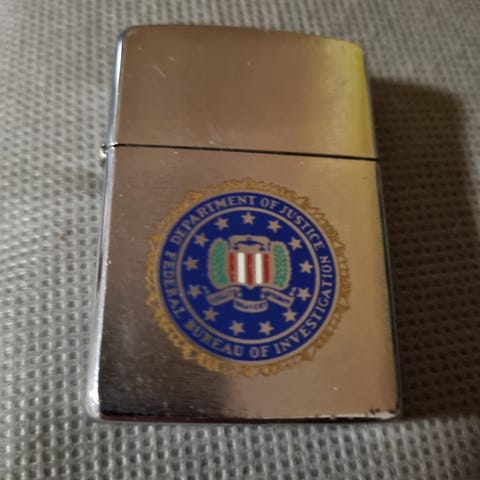 DEPARTMENT OF JUSTICE
FEDERAL BUREAU OF INVESTIGATION